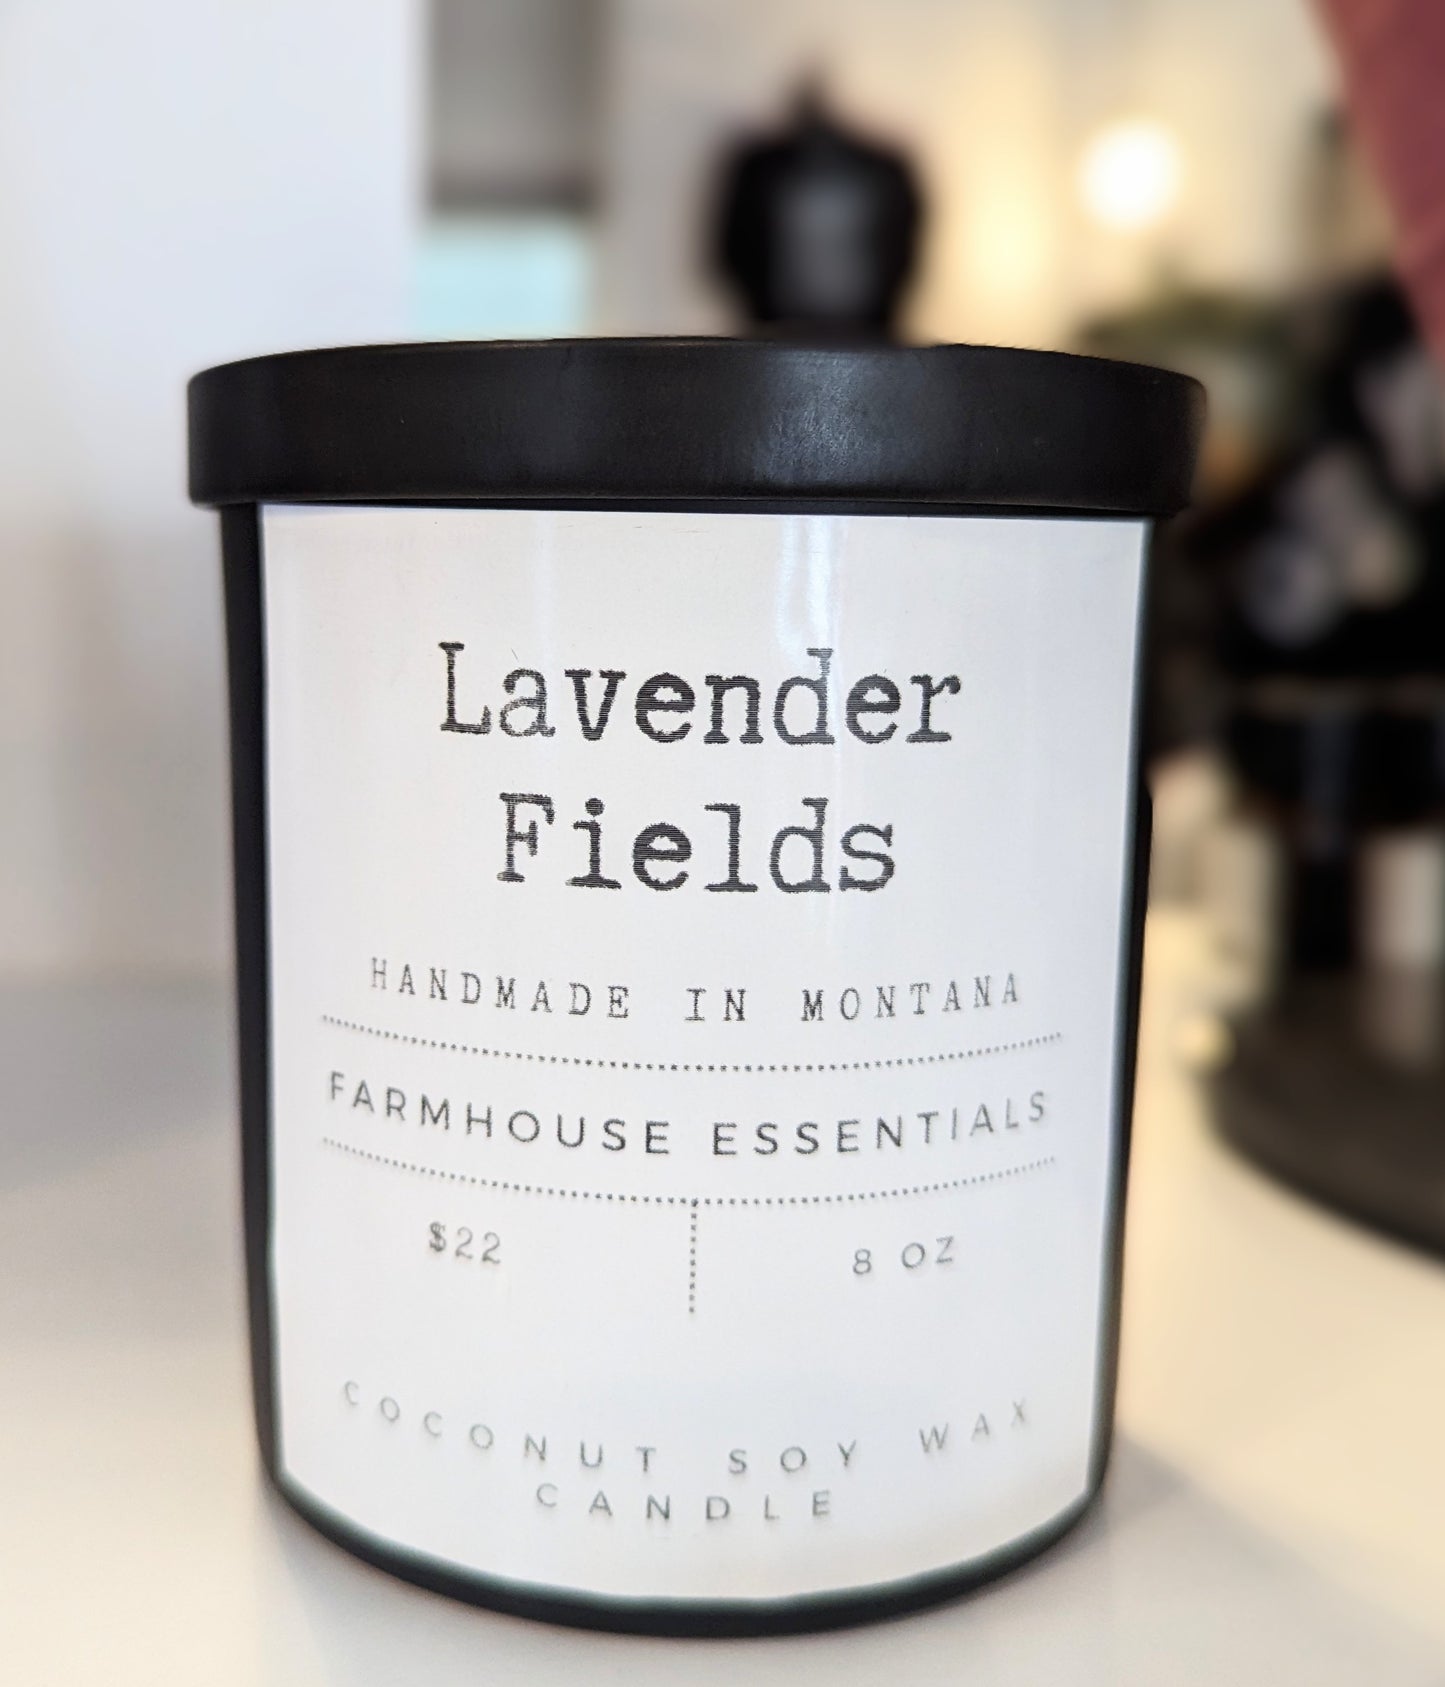 Lavender
Fields
HANDMADE IN MONTANA
FARMHOUSE ESSENTIALS
$22
8 OZ
COCONUT SOY WAX
CANDLE